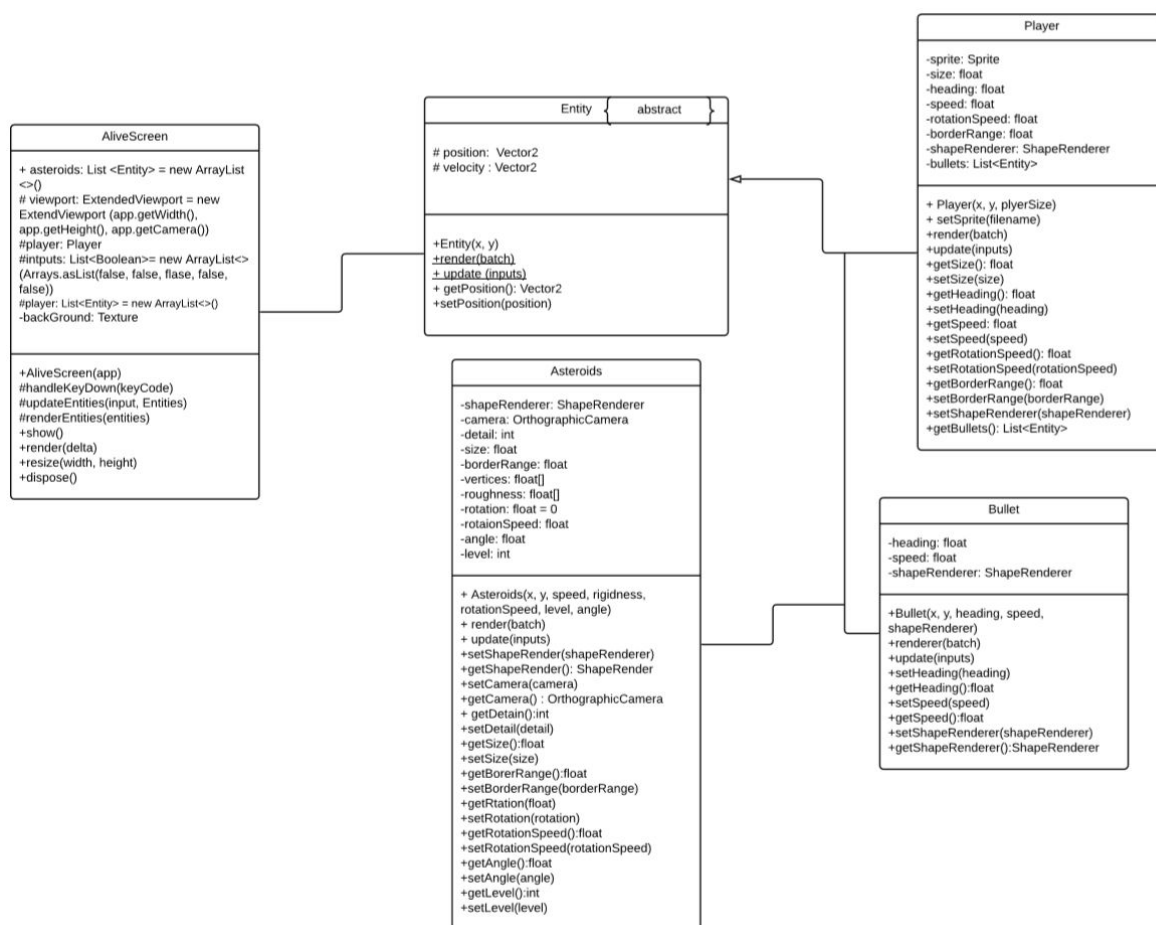 AliveScreen
+ asteroids: List <Entity> = new ArrayList
<>()
# viewport: ExtendedViewport = new
ExtendViewport (app.getWidth(),
app.getHeight(), app.getCamera())
#player: Player
#intputs: List<Boolean>= new ArrayList<>
(Arrays.asList(false, false, flase, false,
false))
#player: List<Entity> = new ArrayList<>()
-backGround: Texture
+AliveScreen(app)
#handleKeyDown(keyCode)
#updateEntities(input, Entities)
#renderEntities(entities)
+show()
+render(delta)
+resize(width, height)
+dispose()
Entity { abstract }
# position: Vector2
# velocity : Vector2
+Entity(x, y)
+render(batch)
+ update (inputs)
+ getPosition(): Vector2
+setPosition(position)
Asteroids
-shapeRenderer: ShapeRenderer
-camera: OrthographicCamera
-detail: int
-size: float
-borderRange: float
-vertices: float[]
-roughness: float[]
-rotation: float = 0
-rotaionSpeed: float
-angle: float
-level: int
+ Asteroids(x, y, speed, rigidness,
rotationSpeed, level, angle)
+ render(batch)
+ update(inputs)
+setShapeRender(shapeRenderer)
+getShapeRender(): ShapeRender
+setCamera(camera)
+getCamera() : OrthographicCamera
+ getDetain():int
+setDetail(detail)
+getSize():float
+setSize(size)
+getBorerRange():float
+setBorderRange(borderRange)
+getRtation(float)
+setRotation(rotation)
+getRotationSpeed():float
+setRotationSpeed(rotationSpeed)
+getAngle():float
+setAngle(angle)
+getLevel():int
+setLevel(level)
Player
-sprite: Sprite
-size: float
-heading: float
-speed: float
-rotationSpeed: float
-borderRange: float
-shapeRenderer: ShapeRenderer
-bullets: List<Entity>
+ Player(x, y, plyerSize)
+ setSprite(filename)
+render(batch)
+update(inputs)
+getSize(): float
+setSize(size)
+getHeading(): float
+setHeading(heading)
+getSpeed: float
+setSpeed(speed)
+getRotationSpeed(): float
+setRotationSpeed(rotationSpeed)
+getBorderRange(): float
+setBorderRange(borderRange)
+setShapeRenderer(shapeRenderer)
+getBullets(): List<Entity>
Bullet
-heading: float
-speed: float
-shapeRenderer: ShapeRenderer
+Bullet(x, y, heading, speed,
shapeRenderer)
+renderer(batch)
+update(inputs)
+setHeading(heading)
+getHeading():float
+setSpeed(speed)
+getSpeed():float
+setShapeRenderer(shapeRenderer)
+getShapeRenderer():ShapeRenderer